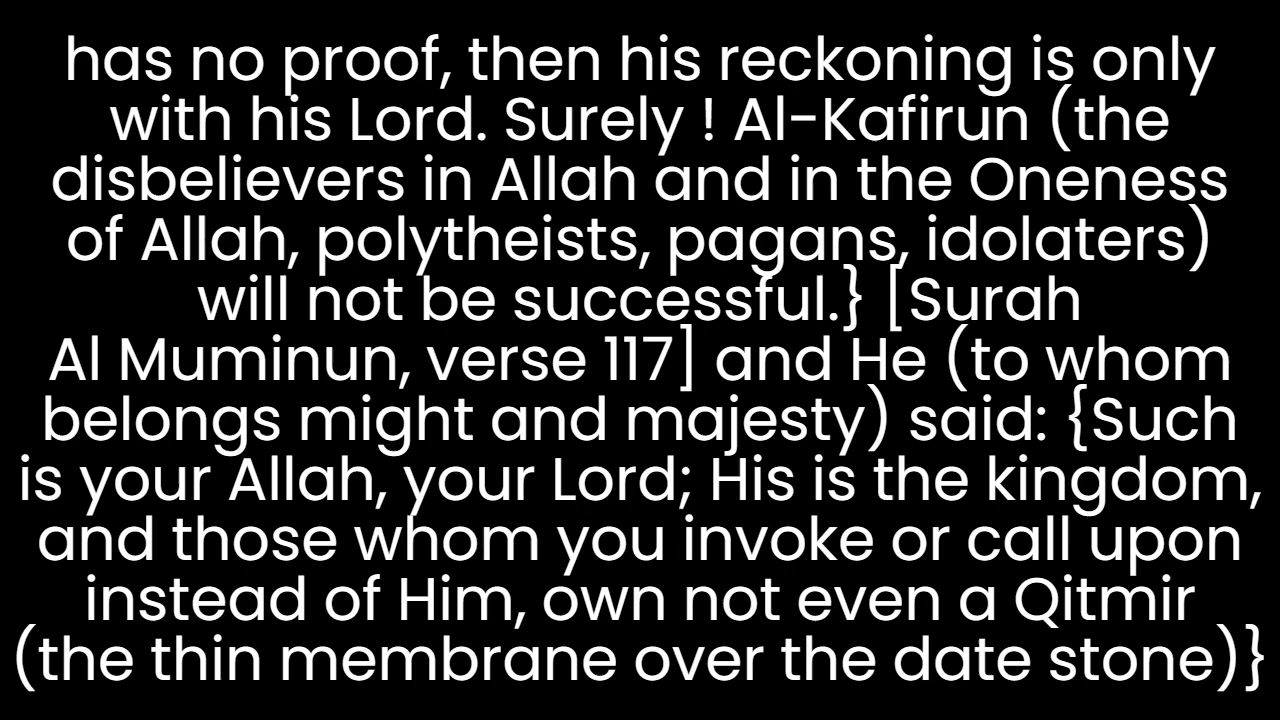 has no proof, then his reckoning is only
with his Lord. Surely ! Al-Kafirun (the
disbelievers in Allah and in the Oneness
of Allah, polytheists, pagans, idolaters)
will not be successful.} [Surah
Al Muminun, verse 117] and He (to whom
belongs might and majesty) said: {Such
is your Allah, your Lord; His is the kingdom,
and those whom you invoke or call upon
instead of Him, own not even a Qitmir
(the thin membrane over the date stone)}